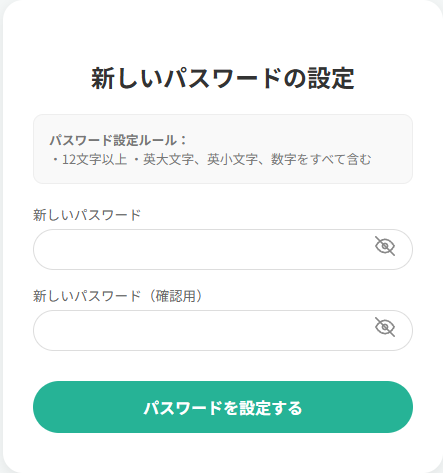 新しいパスワードの設定
パスワード設定ルール：
・12文字以上 ・英大文字、英小文字、数字をすべて含む
新しいパスワード
新しいパスワード（確認用）
パスワードを設定する